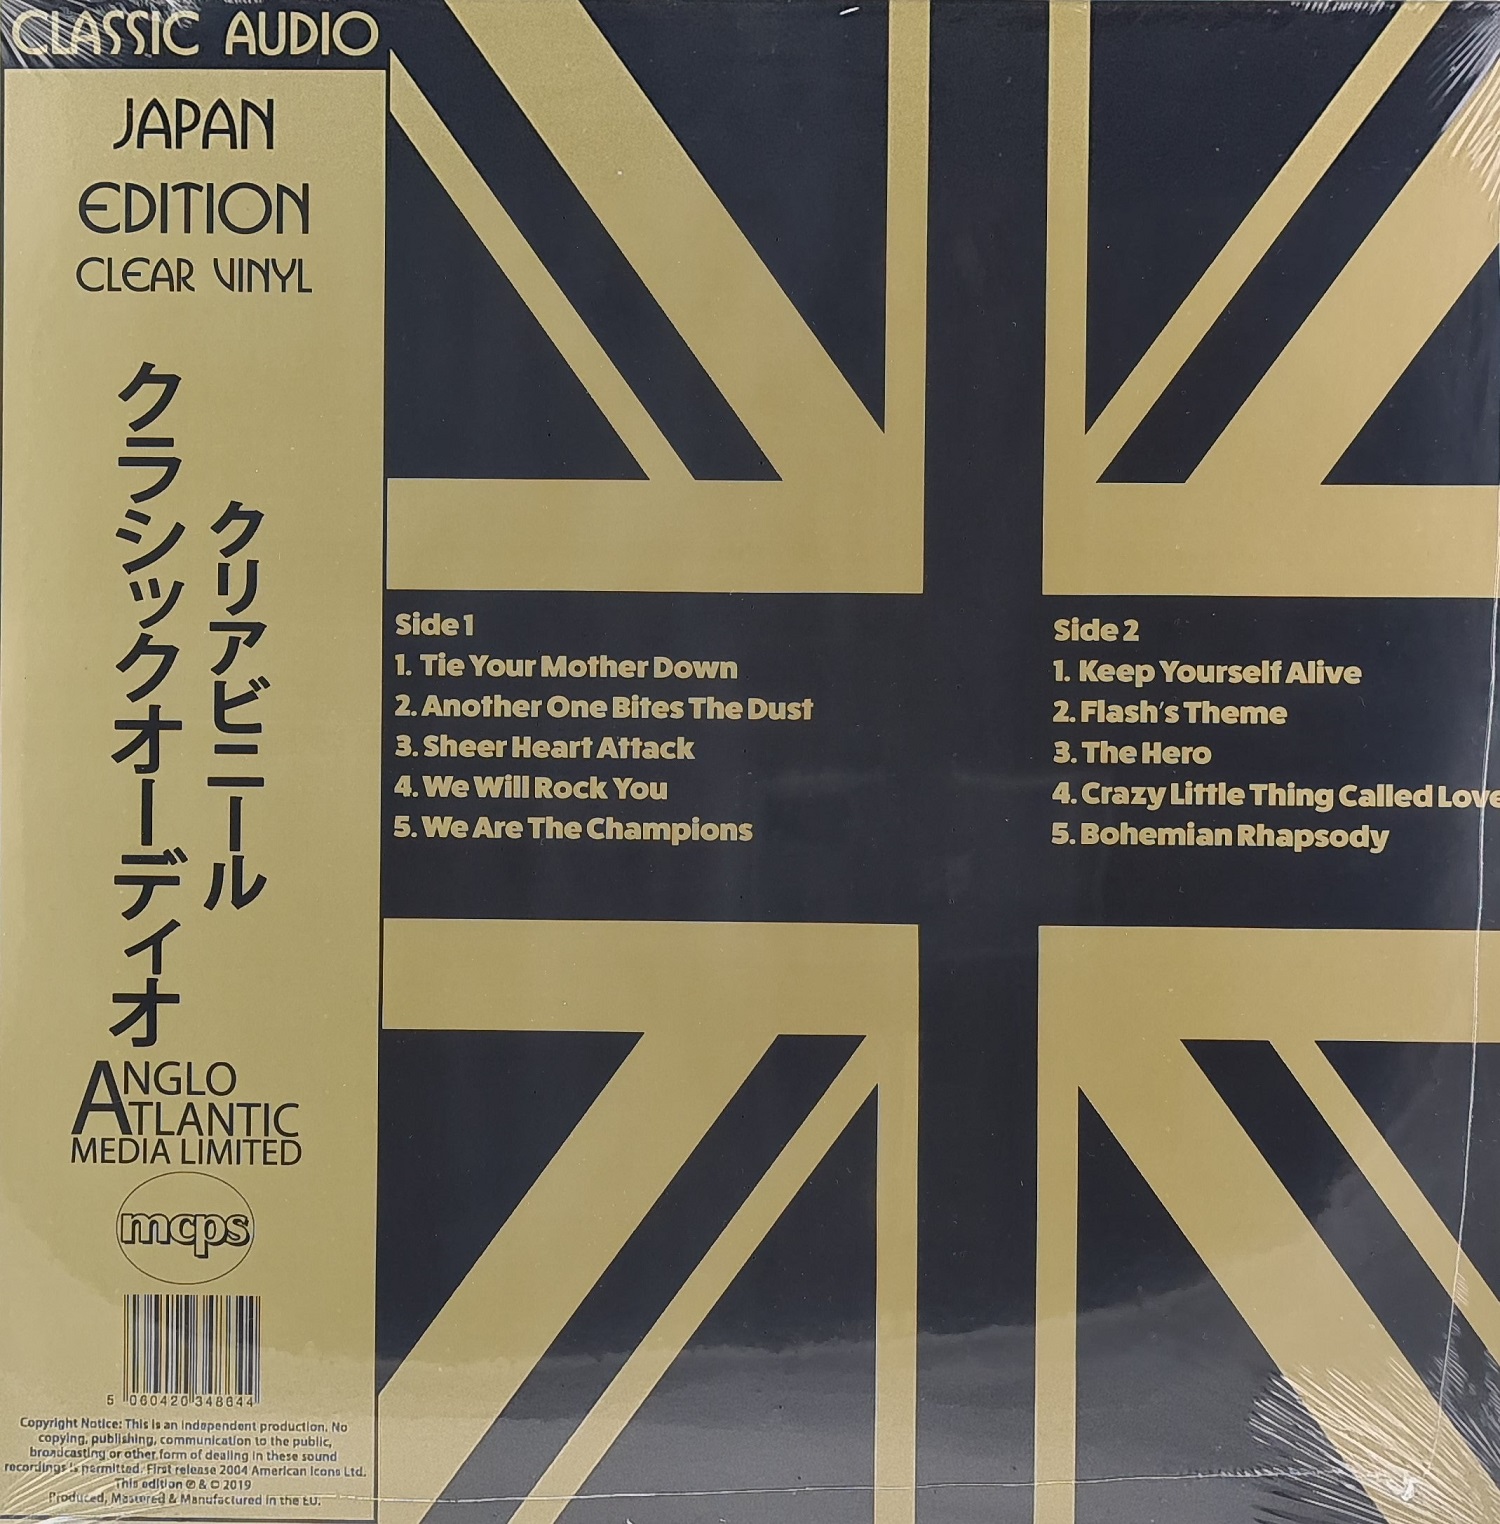 CLASSIC AUDIO
JAPAN
EDITION
CLEAR VINYL
クリアビニール
クラシックオーディオ
ANGLO
ATLANTIC
MEDIA LIMITED
mcps
5 060420 348644
Copyright Notice: This is an independent production. No
copying, publishing, communication to the public,
broadcasting or other form of dealing in these sound
recordings is permitted. First release 2004 American Icons Ltd.
This edition ℗ & © 2019
Produced, Mastered & Manufactured in the EU.
Side 1
1. Tie Your Mother Down
2. Another One Bites The Dust
3. Sheer Heart Attack
4. We Will Rock You
5. We Are The Champions
Side 2
1. Keep Yourself Alive
2. Flash's Theme
3. The Hero
4. Crazy Little Thing Called Love
5. Bohemian Rhapsody